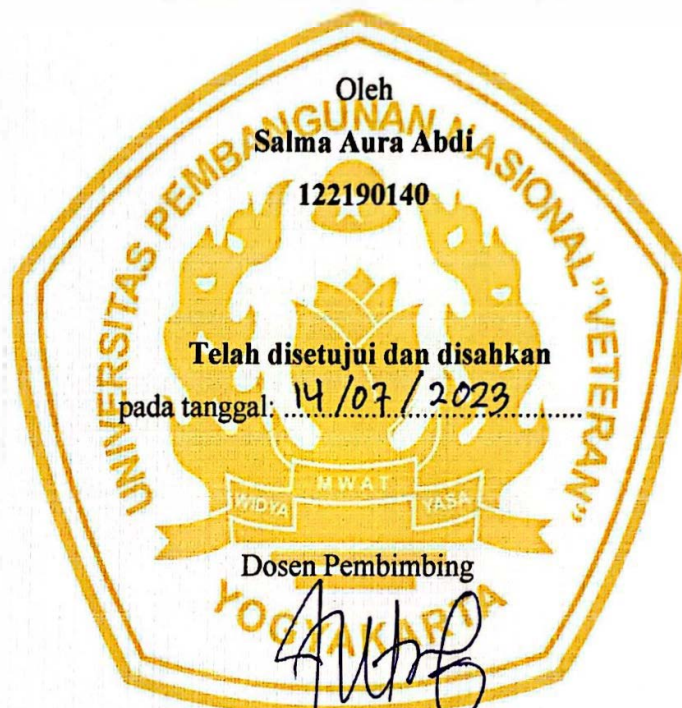 Oleh
Salma Aura Abdi
122190140
UNIVERSITAS PEMBANGUNAN NASIONAL "VETERAN"
Telah disetujui dan disahkan
pada tanggal: 14/07/2023
WIDYA MWAT YASA
Dosen Pembimbing
YOGYAKARTA